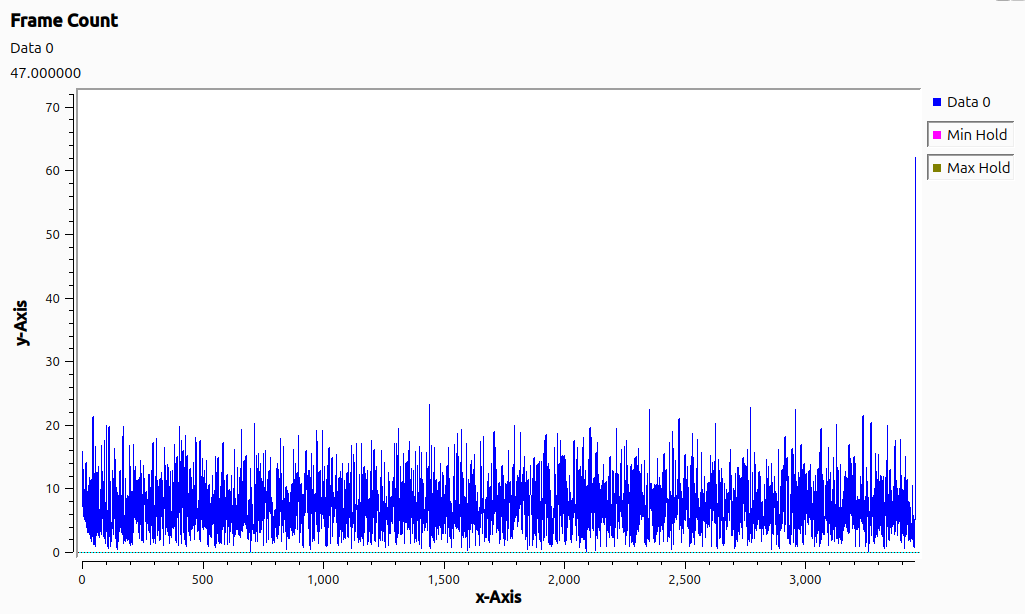 Frame Count
Data 0
47.000000
Data 0
Min Hold
Max Hold
70
60
50
40
30
20
10
0
y-Axis
0
500
1,000
1,500
2,000
2,500
3,000
x-Axis